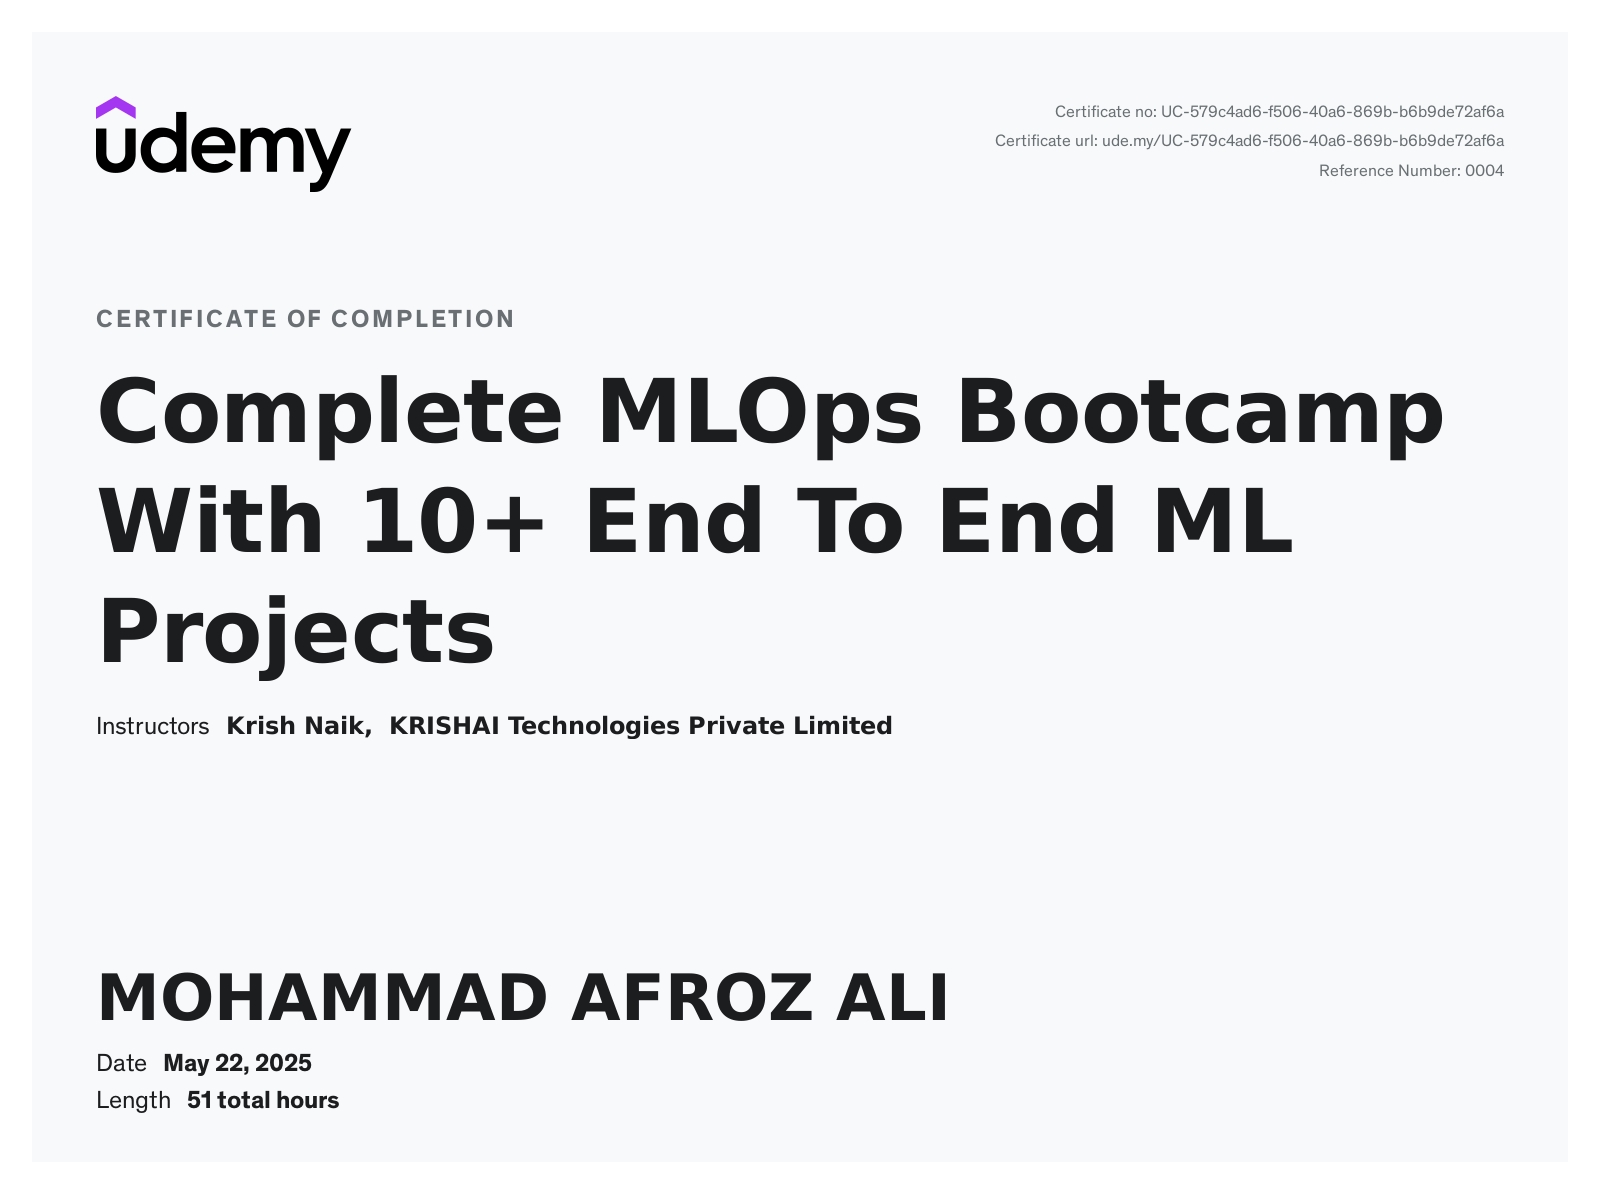 udemy
Certificate no: UC-579c4ad6-f506-40a6-869b-b6b9de72af6a
Certificate url: ude.my/UC-579c4ad6-f506-40a6-869b-b6b9de72af6a
Reference Number: 0004
CERTIFICATE OF COMPLETION
Complete MLOps Bootcamp
With 10+ End To End ML
Projects
Instructors Krish Naik, KRISHAI Technologies Private Limited
MOHAMMAD AFROZ ALI
Date May 22, 2025
Length 51 total hours